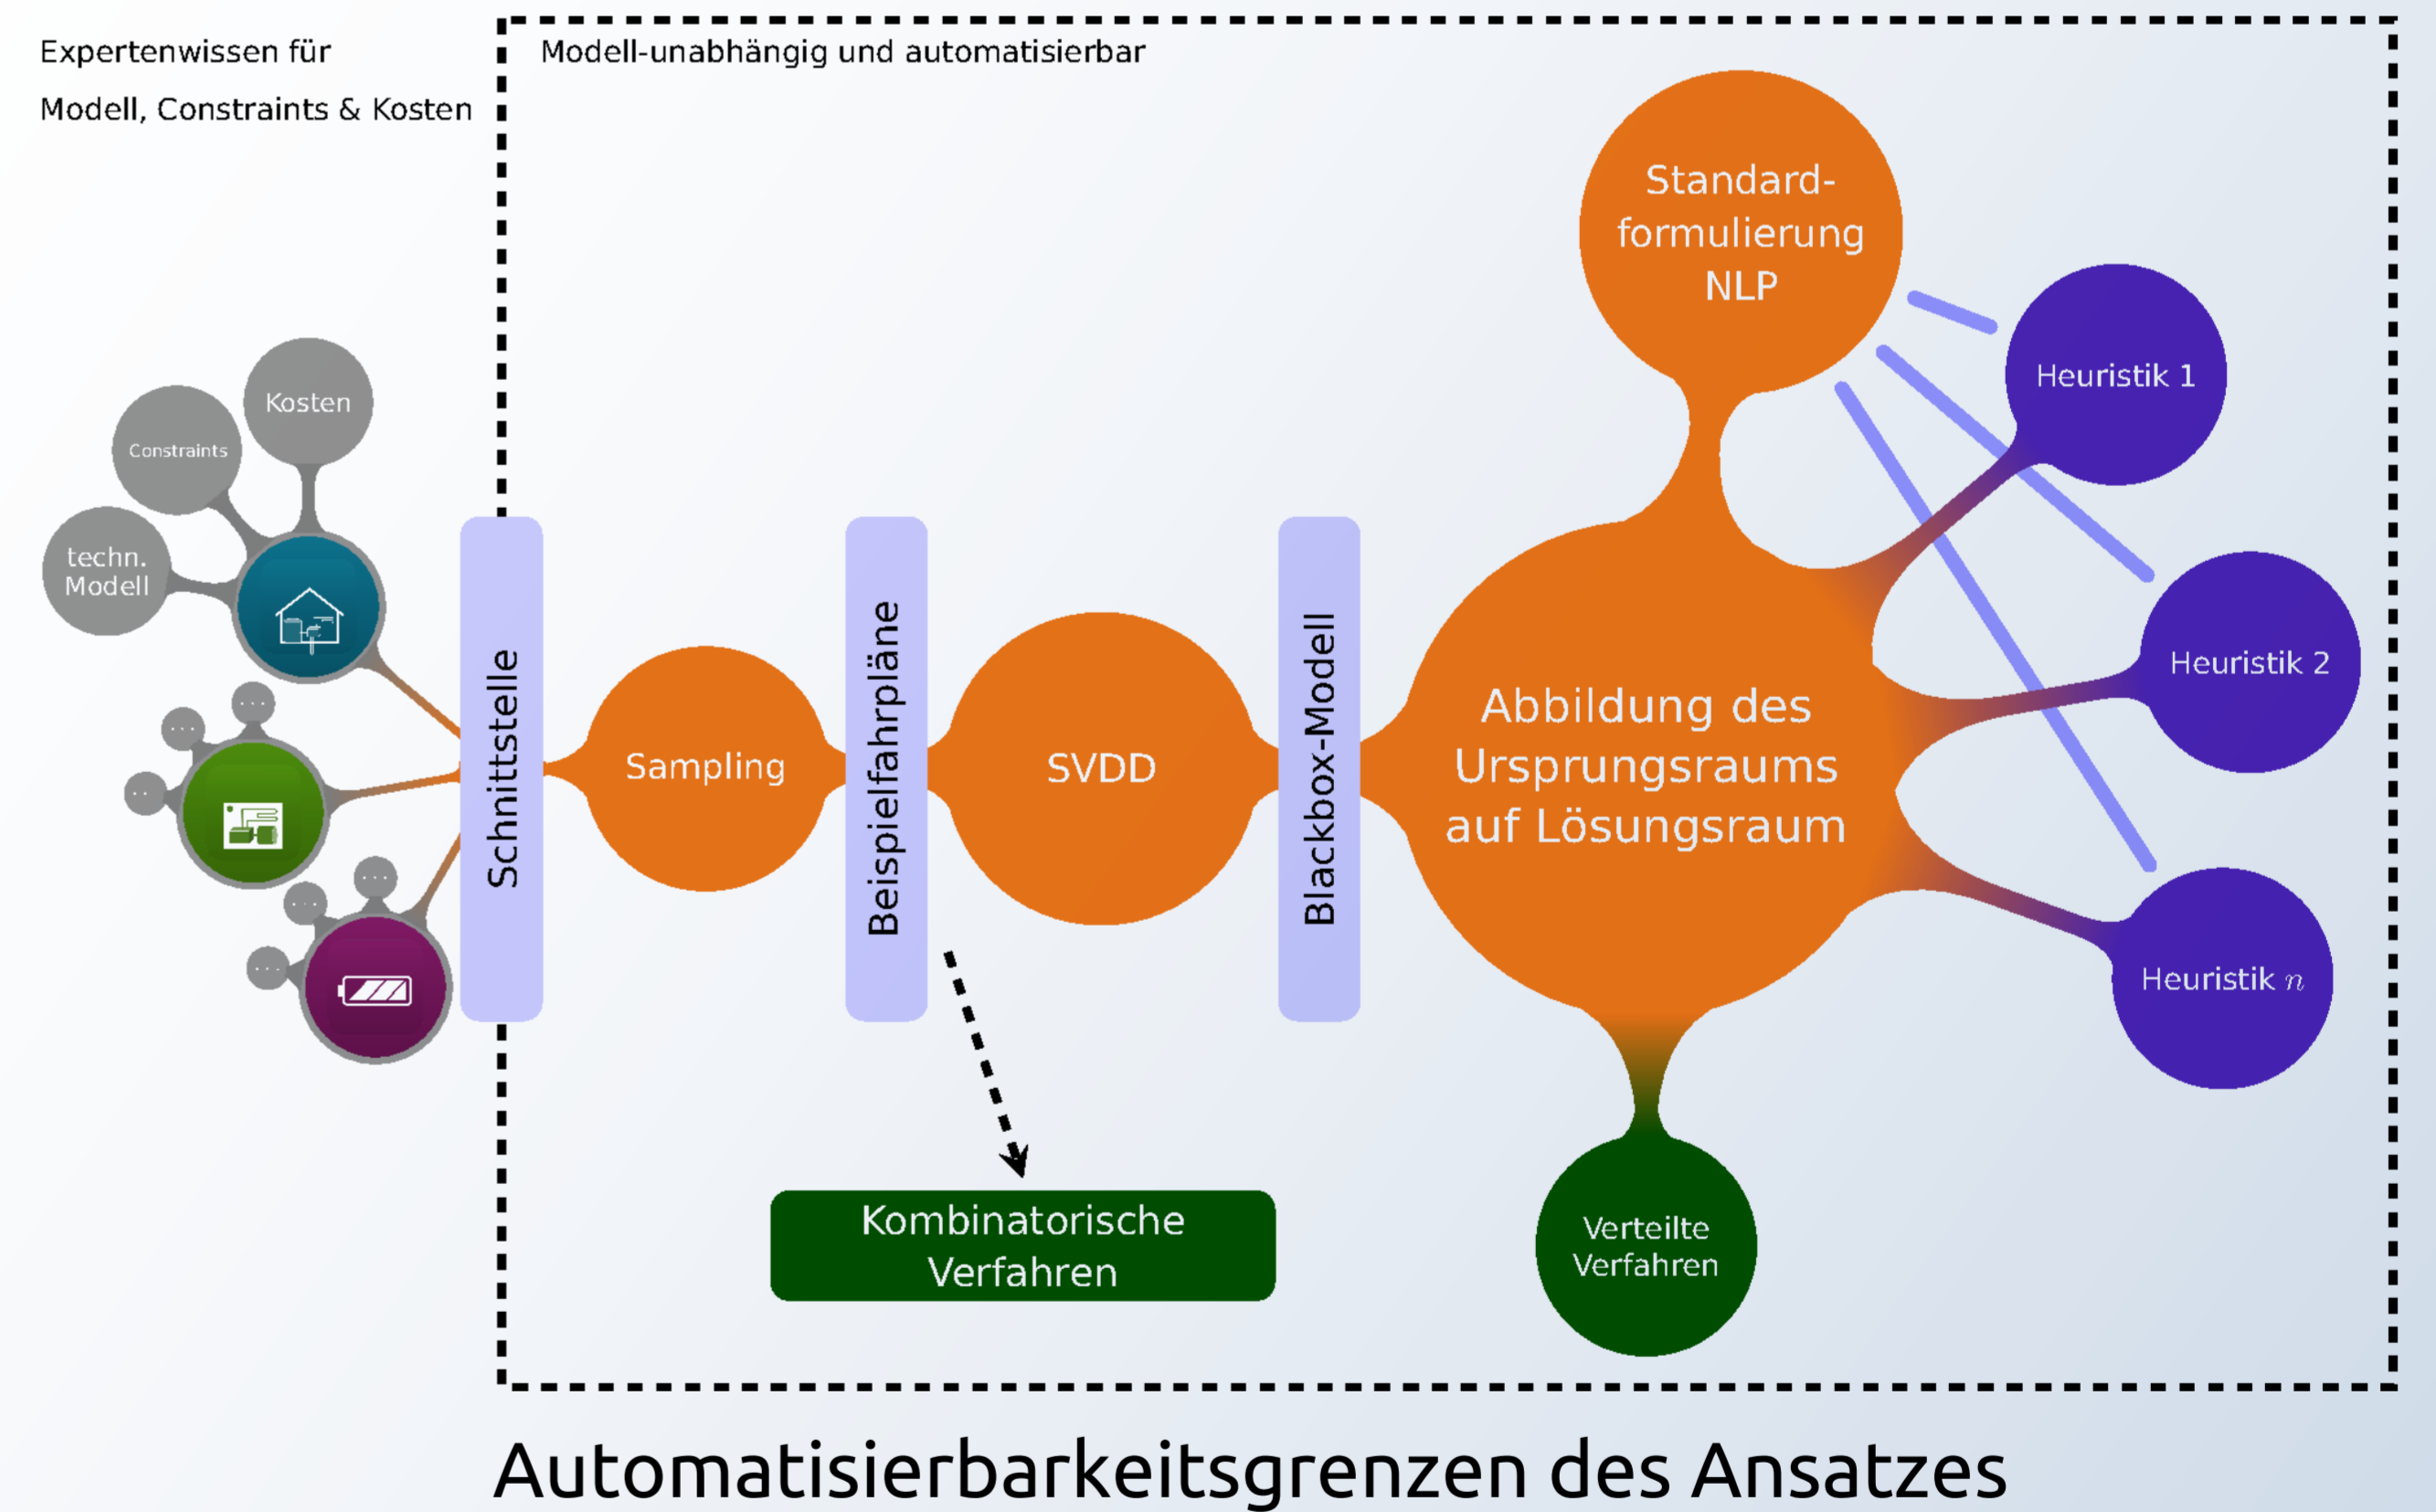 Expertenwissen für
Modell, Constraints & Kosten
Modell-unabhängig und automatisierbar
Kosten
Constraints
techn.
Modell
...
...
..
...
...
...
Schnittstelle
Sampling
Beispielfahrpläne
SVDD
Blackbox-Modell
Abbildung des
Ursprungsraums
auf Lösungsraum
Standard-
formulierung
NLP
Heuristik 1
Heuristik 2
Heuristik n
Kombinatorische
Verfahren
Verteilte
Verfahren
Automatisierbarkeitsgrenzen des Ansatzes